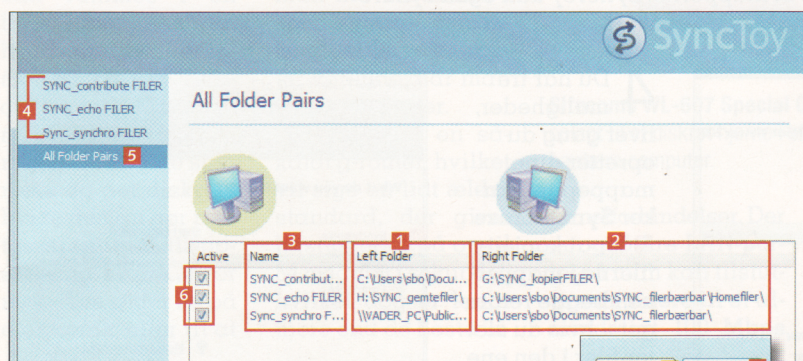 SyncToy
SYNC_contribute FILER
4
SYNC_echo FILER
Sync_synchro FILER
All Folder Pairs 5
All Folder Pairs
3 1 2
Active Name Left Folder Right Folder
SYNC_contribut... C:\Users\sbo\Docu... G:\SYNC_kopierFILER\
6 SYNC_echo FILER H:\SYNC_gemtefiler\ C:\Users\sbo\Documents\SYNC_filerbærbar\Homefiler\
Sync_synchro F... \\VADER_PC\Public... C:\Users\sbo\Documents\SYNC_filerbærbar\